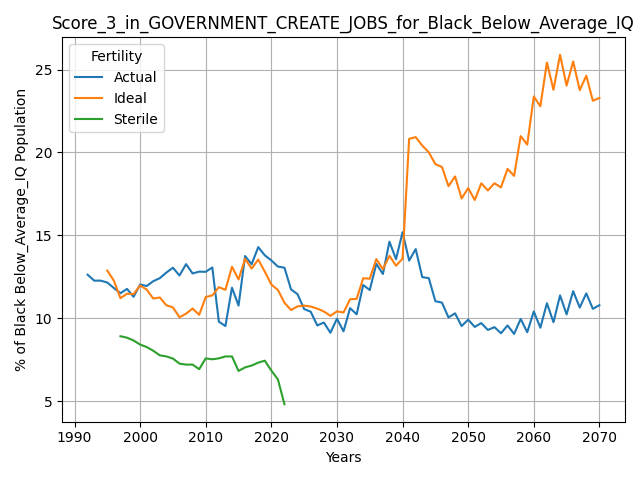 Score_3_in_GOVERNMENT_CREATE_JOBS_for_Black_Below_Average_IQ
Fertility
Actual
Ideal
Sterile
% of Black Below_Average_IQ Population
25
20
15
10
5
1990 2000 2010 2020 2030 2040 2050 2060 2070
Years